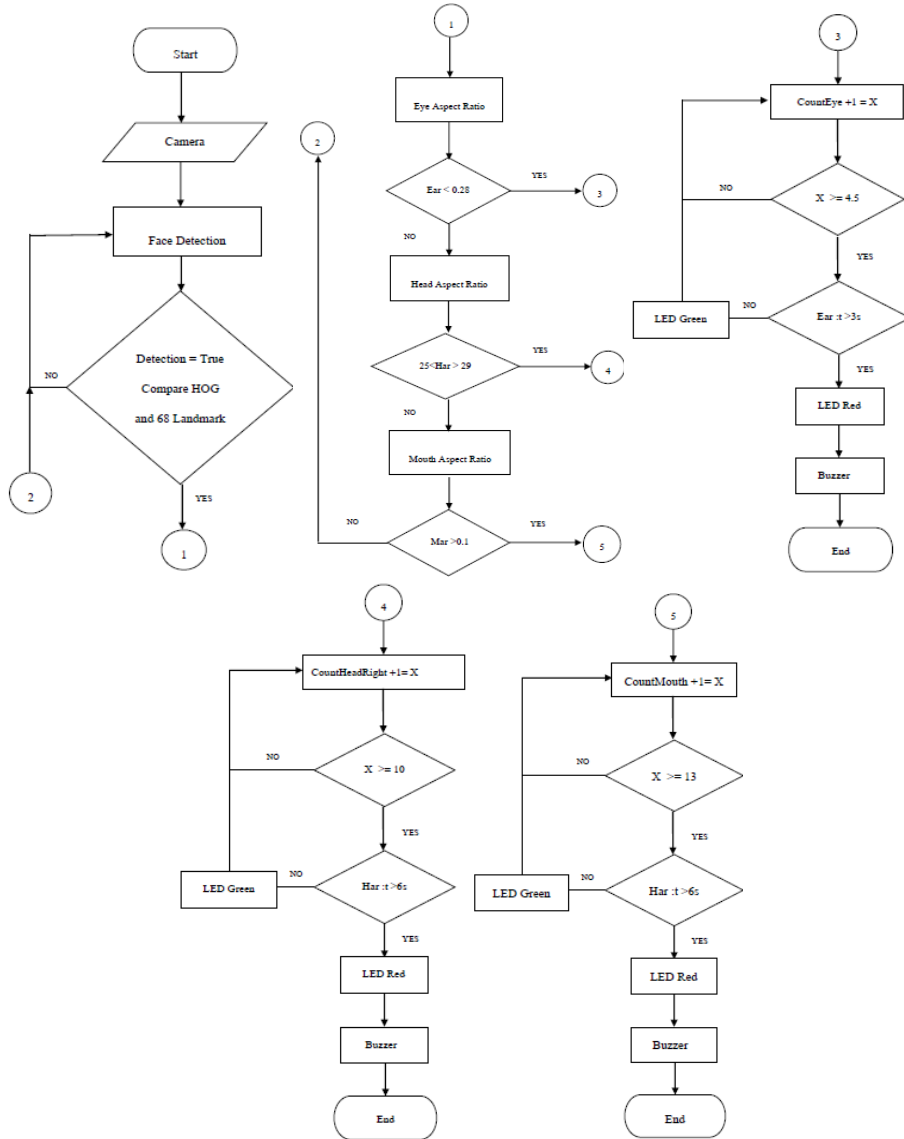 Start
Camera
Face Detection
Detection = True
Compare HOG
and 68 Landmark
NO
YES
2
1
1
Eye Aspect Ratio
2
Ear < 0.28
YES
3
NO
Head Aspect Ratio
25<Har > 29
YES
4
NO
Mouth Aspect Ratio
Mar >0.1
NO
YES
5
3
CountEye +1 = X
X >= 4.5
NO
YES
Ear :t >3s
NO
LED Green
YES
LED Red
Buzzer
End
4
CountHeadRight +1= X
X >= 10
NO
YES
Har :t >6s
NO
LED Green
YES
LED Red
Buzzer
End
5
CountMouth +1= X
X >= 13
NO
YES
Har :t >6s
NO
LED Green
YES
LED Red
Buzzer
End